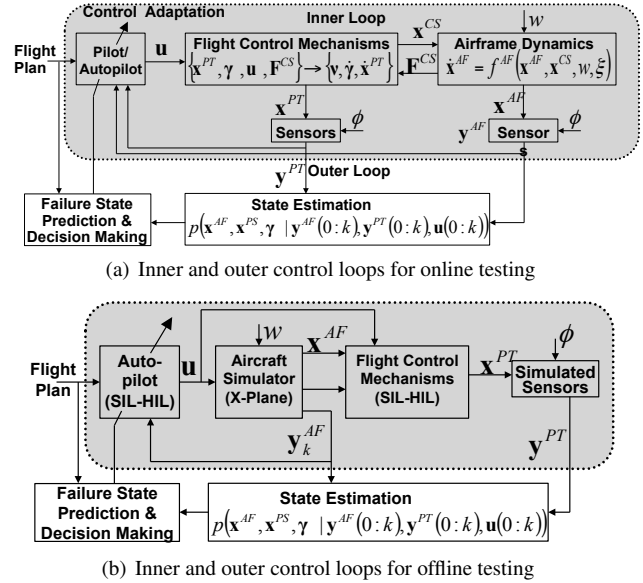 Control Adaptation
Inner Loop
Flight
Plan
Pilot/
Autopilot
u
Flight Control Mechanisms
{x^PT, γ, u, F^CS} → {v, γ̇, ẋ^PT}
x^CS
F^CS
w
Airframe Dynamics
ẋ^AF = f^AF(x^AF, x^CS, w, ξ)
x^PT
Sensors
ϕ
x^AF
y^AF
Sensor
s
ϕ
y^PT
Outer Loop
Failure State
Prediction &
Decision Making
State Estimation
p(x^AF, x^PS, γ | y^AF(0:k), y^PT(0:k), u(0:k))
(a) Inner and outer control loops for online testing
Flight
Plan
Auto-
pilot
(SIL-HIL)
u
w
Aircraft
Simulator
(X-Plane)
x^AF
Flight Control
Mechanisms
(SIL-HIL)
x^PT
ϕ
Simulated
Sensors
y_k^AF
y^PT
Failure State
Prediction &
Decision Making
State Estimation
p(x^AF, x^PS, γ | y^AF(0:k), y^PT(0:k), u(0:k))
(b) Inner and outer control loops for offline testing